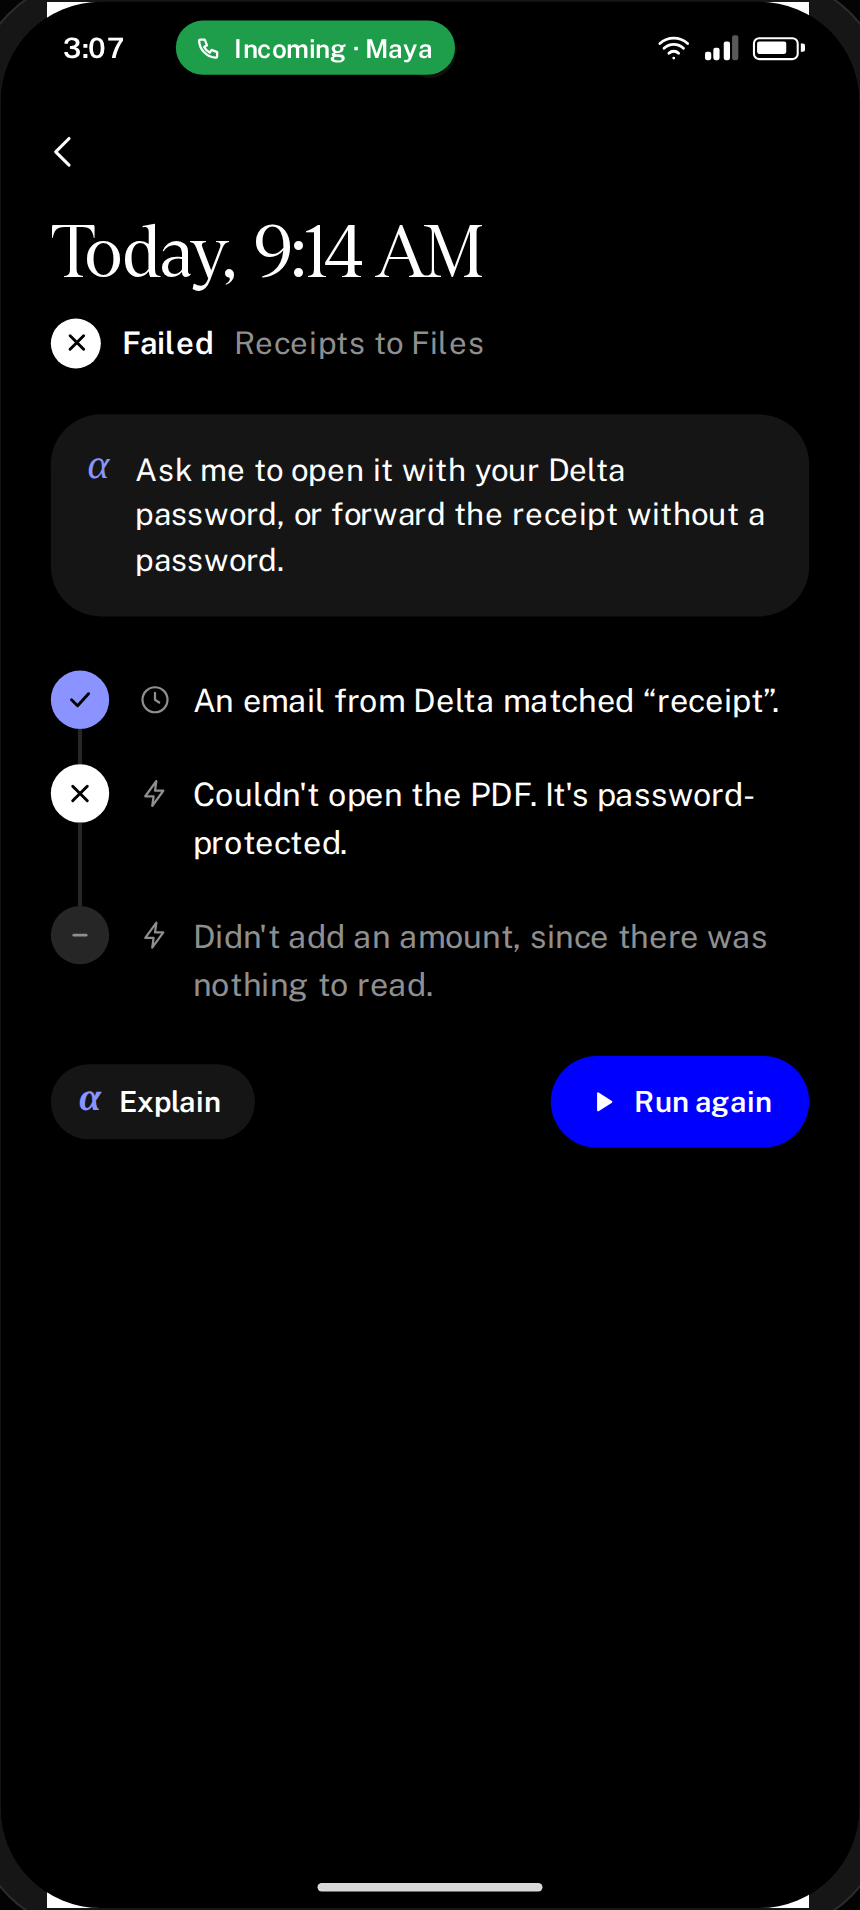 3:07
Incoming · Maya
Today, 9:14 AM
Failed Receipts to Files
α Ask me to open it with your Delta
password, or forward the receipt without a
password.
An email from Delta matched “receipt”.
Couldn't open the PDF. It's password-
protected.
Didn't add an amount, since there was
nothing to read.
α Explain
Run again